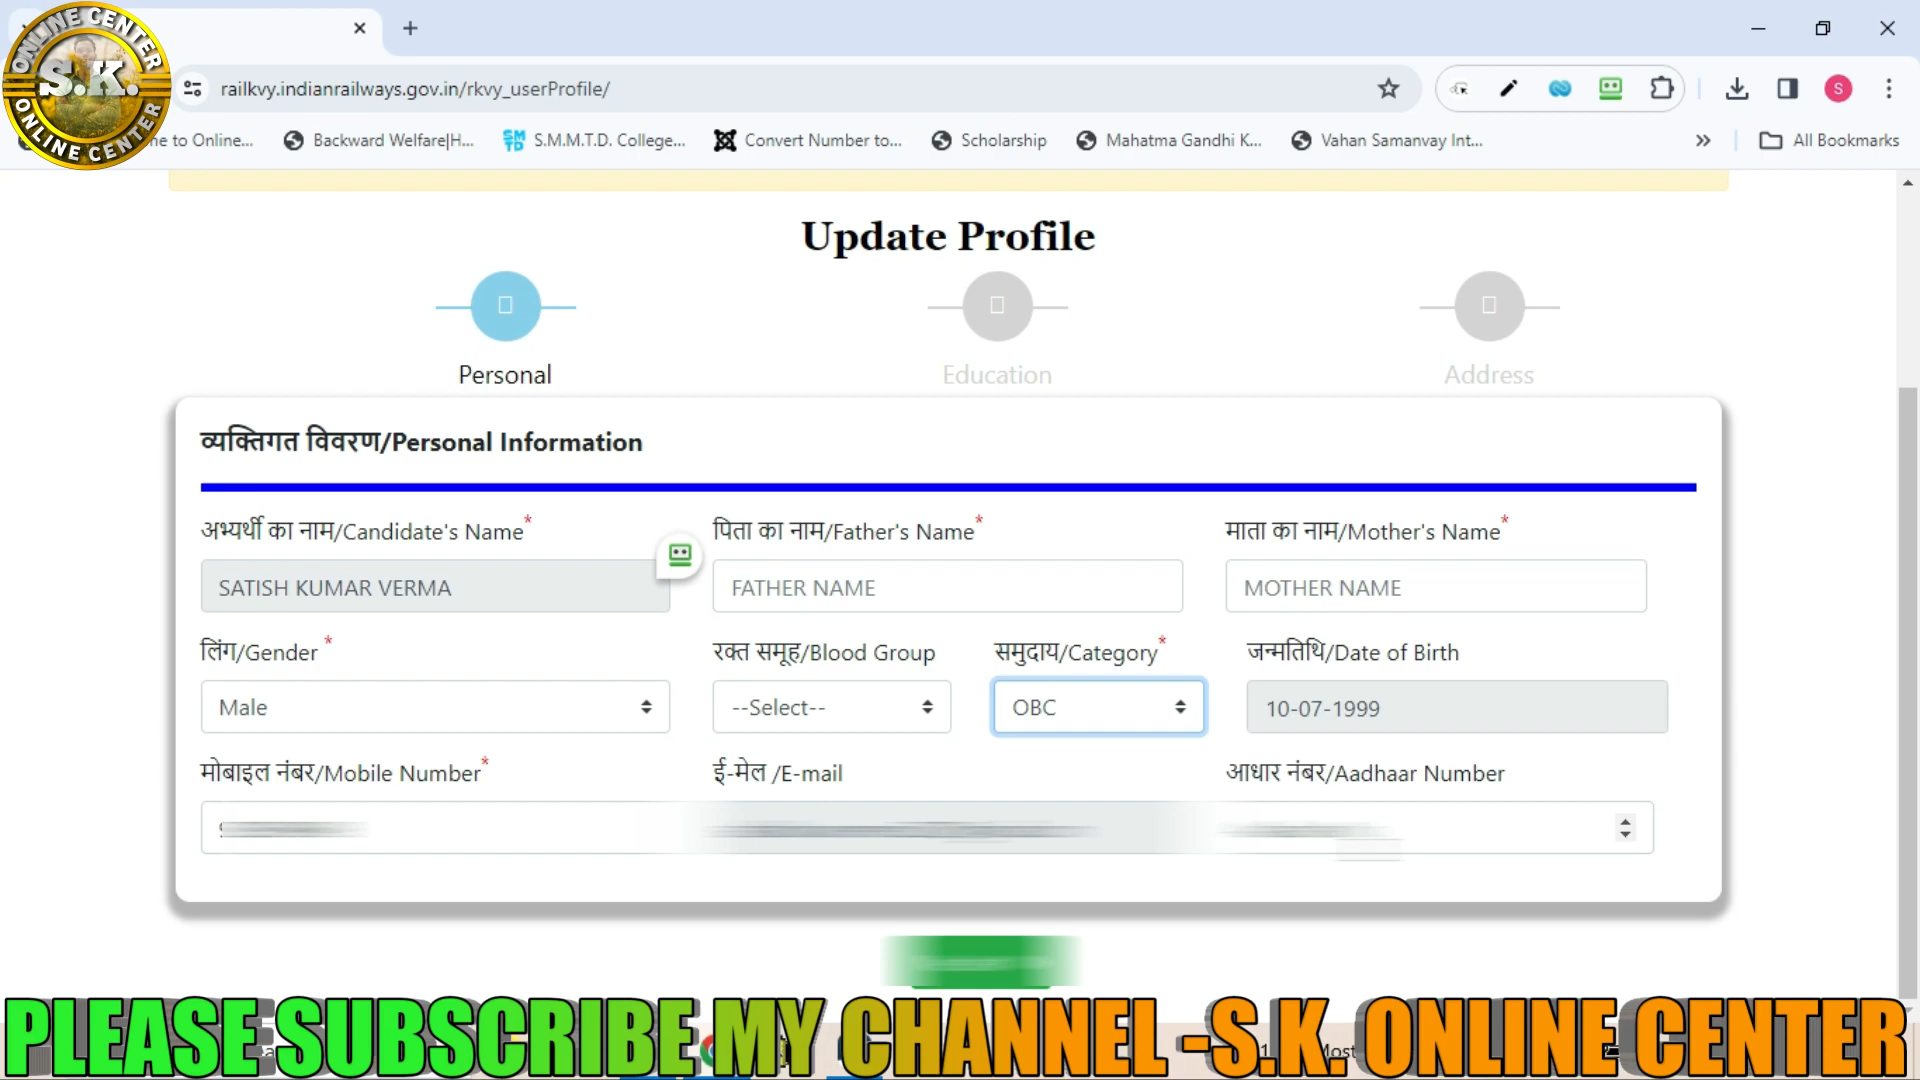 ONLINE CENTER
S.K.
ONLINE CENTER
railkvy.indianrailways.gov.in/rkvy_userProfile/
S
me to Online...
Backward Welfare|H...
S.M.M.T.D. College...
Convert Number to...
Scholarship
Mahatma Gandhi K...
Vahan Samanvay Int...
All Bookmarks
Update Profile
Personal
Education
Address
व्यक्तिगत विवरण/Personal Information
अभ्यर्थी का नाम/Candidate's Name*
पिता का नाम/Father's Name*
माता का नाम/Mother's Name*
SATISH KUMAR VERMA
FATHER NAME
MOTHER NAME
लिंग/Gender *
रक्त समूह/Blood Group
समुदाय/Category*
जन्मतिथि/Date of Birth
Male
--Select--
OBC
10-07-1999
मोबाइल नंबर/Mobile Number*
ई-मेल /E-mail
आधार नंबर/Aadhaar Number
PLEASE SUBSCRIBE MY CHANNEL -S.K. ONLINE CENTER